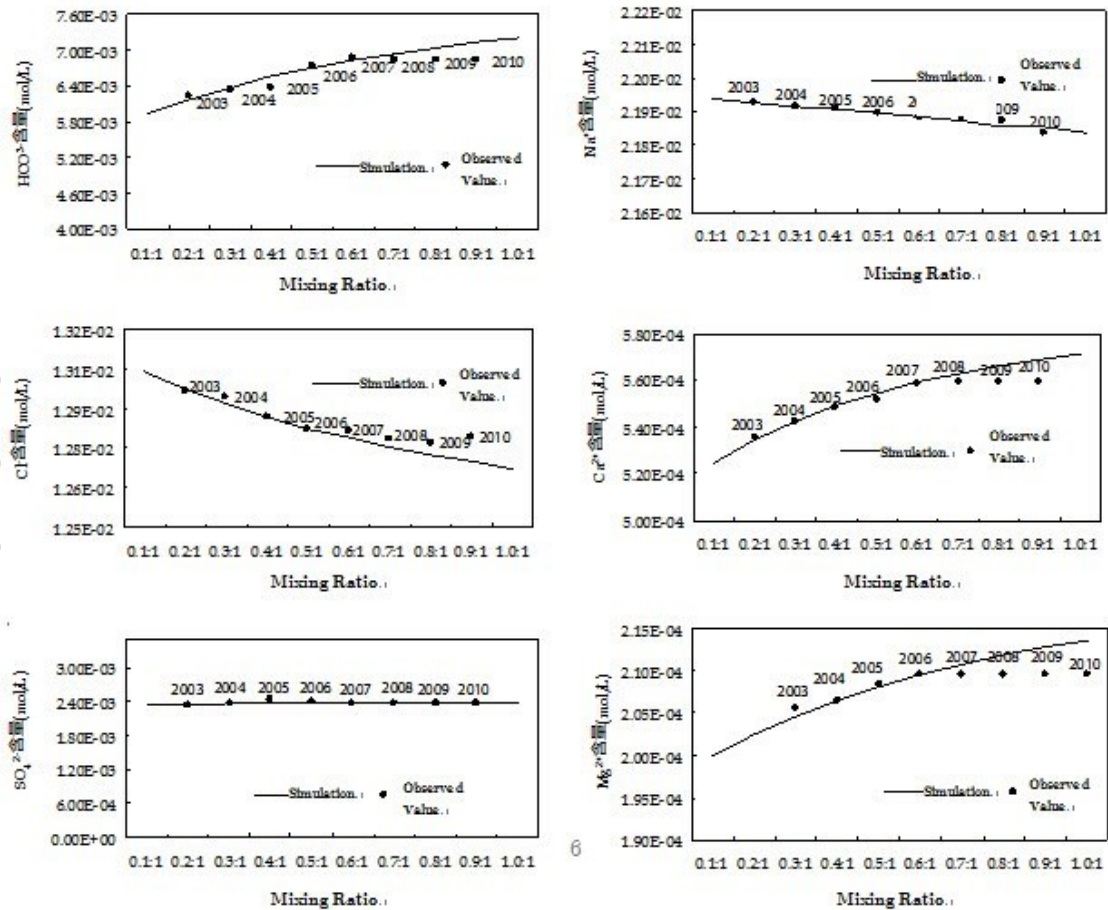 7.60E-03
7.00E-03
6.40E-03
5.80E-03
5.20E-03
4.60E-03
4.00E-03
HCO³⁻含量(mol/L)
2003 2004 2005 2006 2007 2008 2009 2010
Simulation. Observed
Value.
0.1:1 0.2:1 0.3:1 0.4:1 0.5:1 0.6:1 0.7:1 0.8:1 0.9:1 1.0:1
Mixing Ratio.
2.22E-02
2.21E-02
2.20E-02
2.19E-02
2.18E-02
2.17E-02
2.16E-02
Na⁺含量(mol/L)
Simulation. Observed
Value.
2003 2004 2005 2006 2 009 2010
0.1:1 0.2:1 0.3:1 0.4:1 0.5:1 0.6:1 0.7:1 0.8:1 0.9:1 1.0:1
Mixing Ratio.
1.32E-02
1.31E-02
1.29E-02
1.28E-02
1.26E-02
1.25E-02
Cl⁻含量(mol/L)
2003 2004 2005 2006 2007 2008 2009 2010
Simulation. Observed
Value.
0.1:1 0.2:1 0.3:1 0.4:1 0.5:1 0.6:1 0.7:1 0.8:1 0.9:1 1.0:1
Mixing Ratio.
5.80E-04
5.60E-04
5.40E-04
5.20E-04
5.00E-04
Ca²⁺含量(mol/L)
2003 2004 2005 2006 2007 2008 2009 2010
Simulation. Observed
Value.
0.1:1 0.2:1 0.3:1 0.4:1 0.5:1 0.6:1 0.7:1 0.8:1 0.9:1 1.0:1
Mixing Ratio.
3.00E-03
2.40E-03
1.80E-03
1.20E-03
6.00E-04
0.00E+00
SO₄²⁻含量(mol/L)
2003 2004 2005 2006 2007 2008 2009 2010
Simulation. Observed
Value.
0.1:1 0.2:1 0.3:1 0.4:1 0.5:1 0.6:1 0.7:1 0.8:1 0.9:1 1.0:1
Mixing Ratio.
2.15E-04
2.10E-04
2.05E-04
2.00E-04
1.95E-04
1.90E-04
Mg²⁺含量(mol/L)
2003 2004 2005 2006 2007 2008 2009 2010
Simulation. Observed
Value.
0.1:1 0.2:1 0.3:1 0.4:1 0.5:1 0.6:1 0.7:1 0.8:1 0.9:1 1.0:1
Mixing Ratio.
6